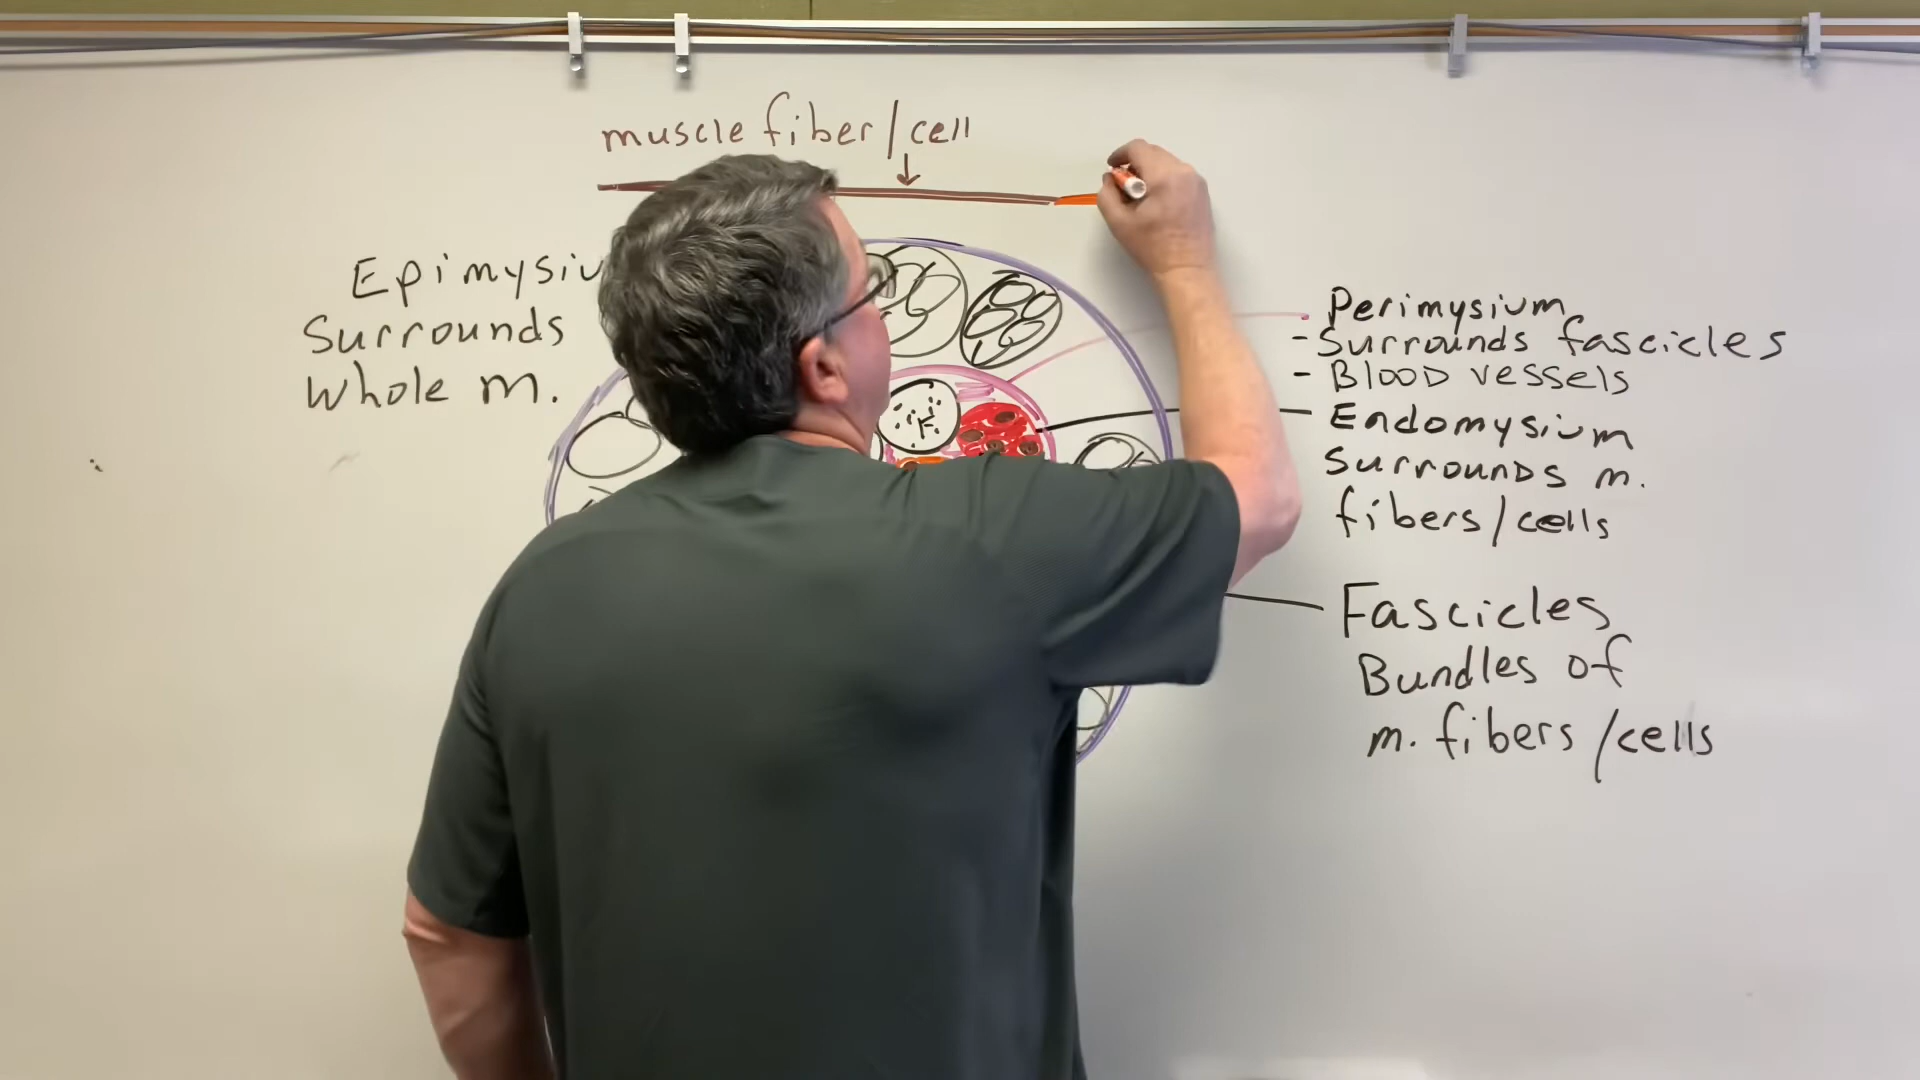 muscle fiber/cell
Surrounds
Whole m.
Perimysium
- Surrounds fascicles
- Blood vessels
Endomysium
Surrounds m.
fibers/cells
Fascicles
Bundles of
m. fibers/cells